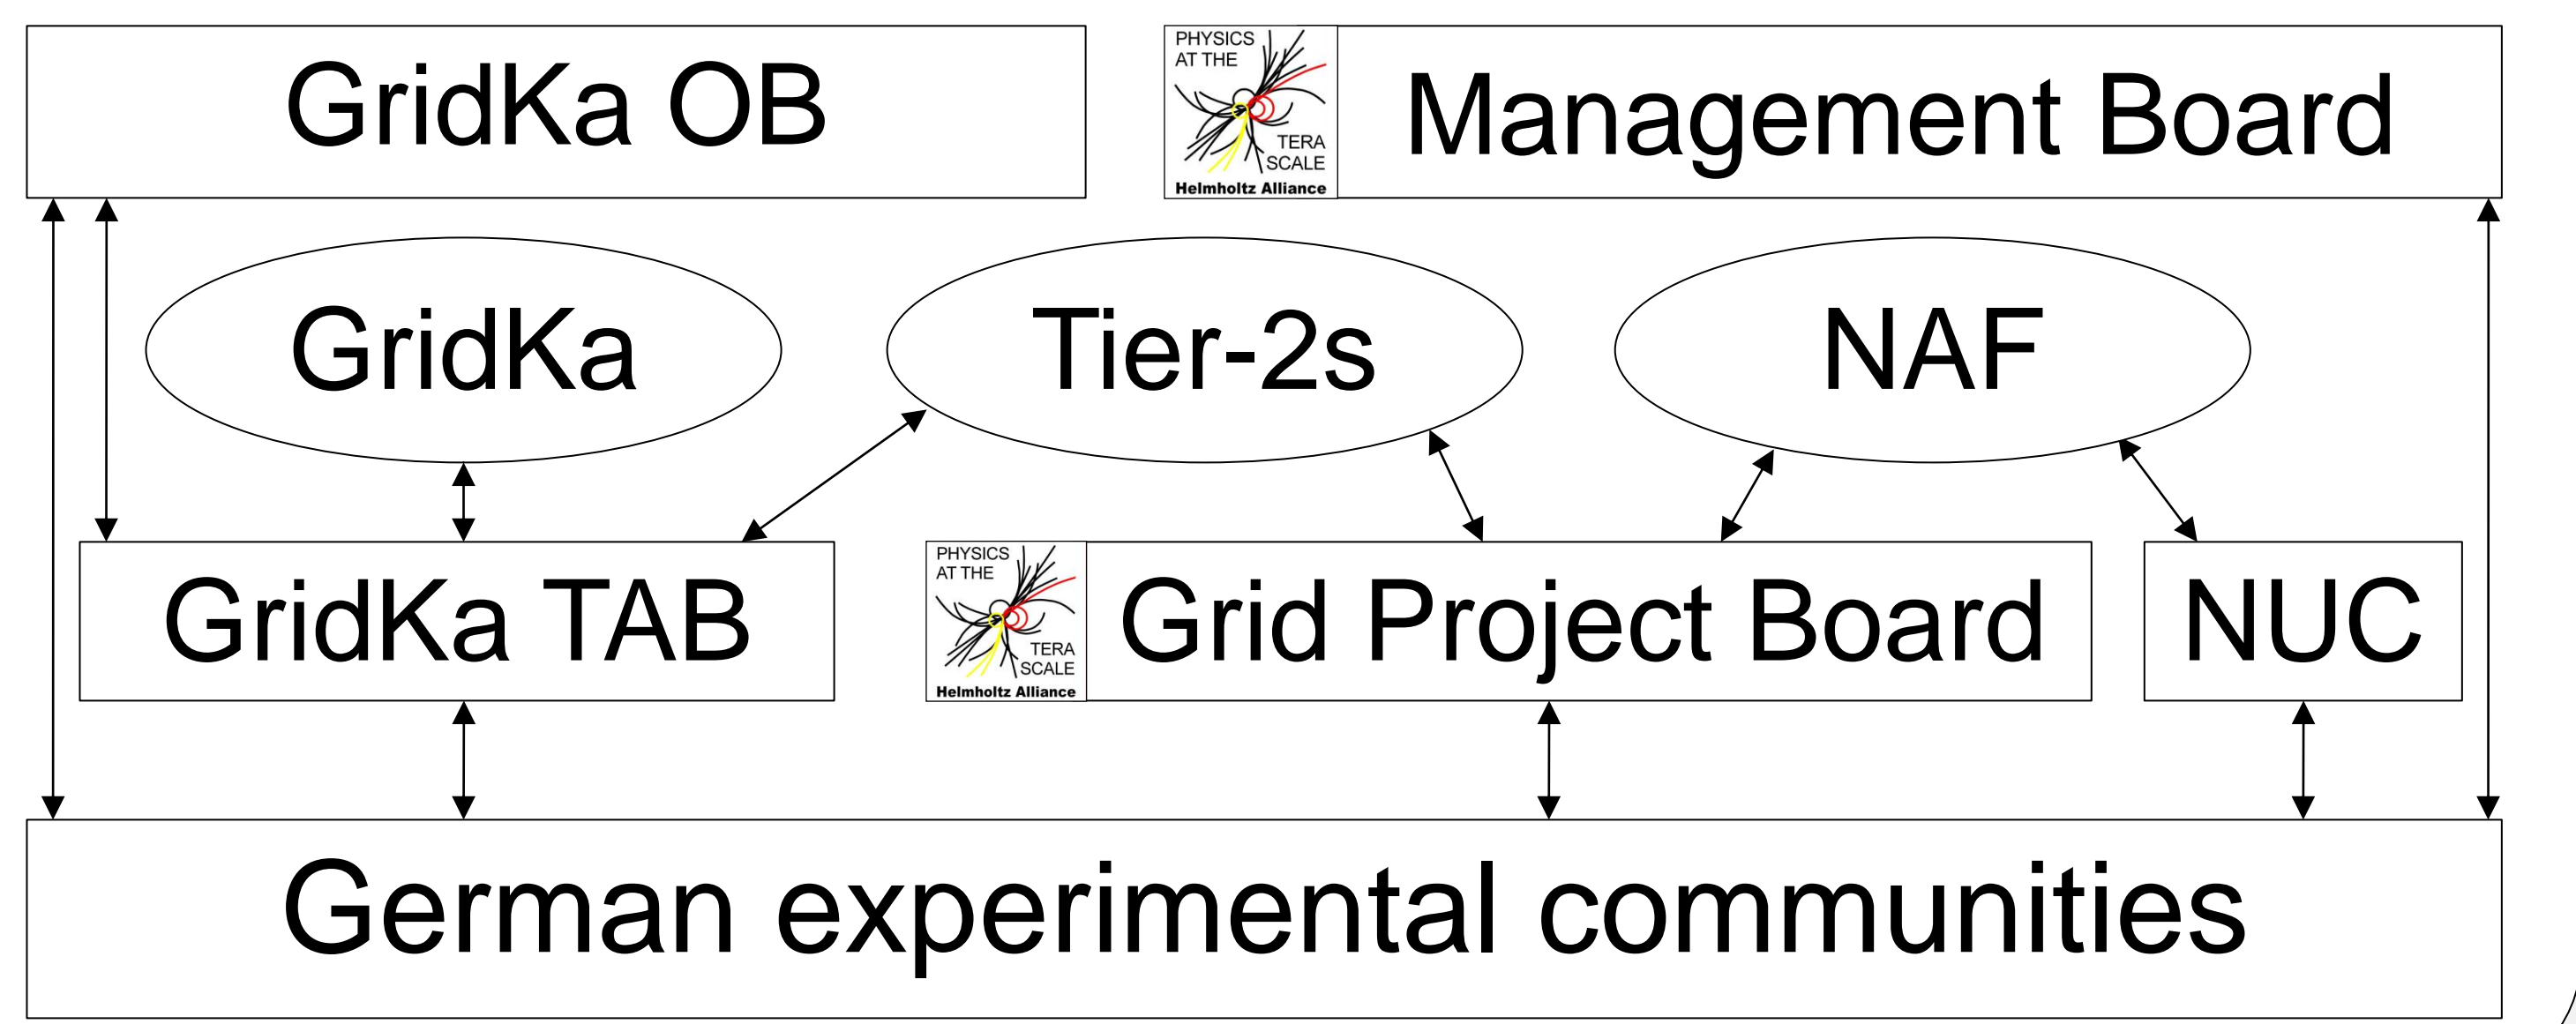 GridKa OB
PHYSICS
AT THE
TERA
SCALE
Helmholtz Alliance
Management Board
GridKa
Tier-2s
NAF
GridKa TAB
PHYSICS
AT THE
TERA
SCALE
Helmholtz Alliance
Grid Project Board
NUC
German experimental communities